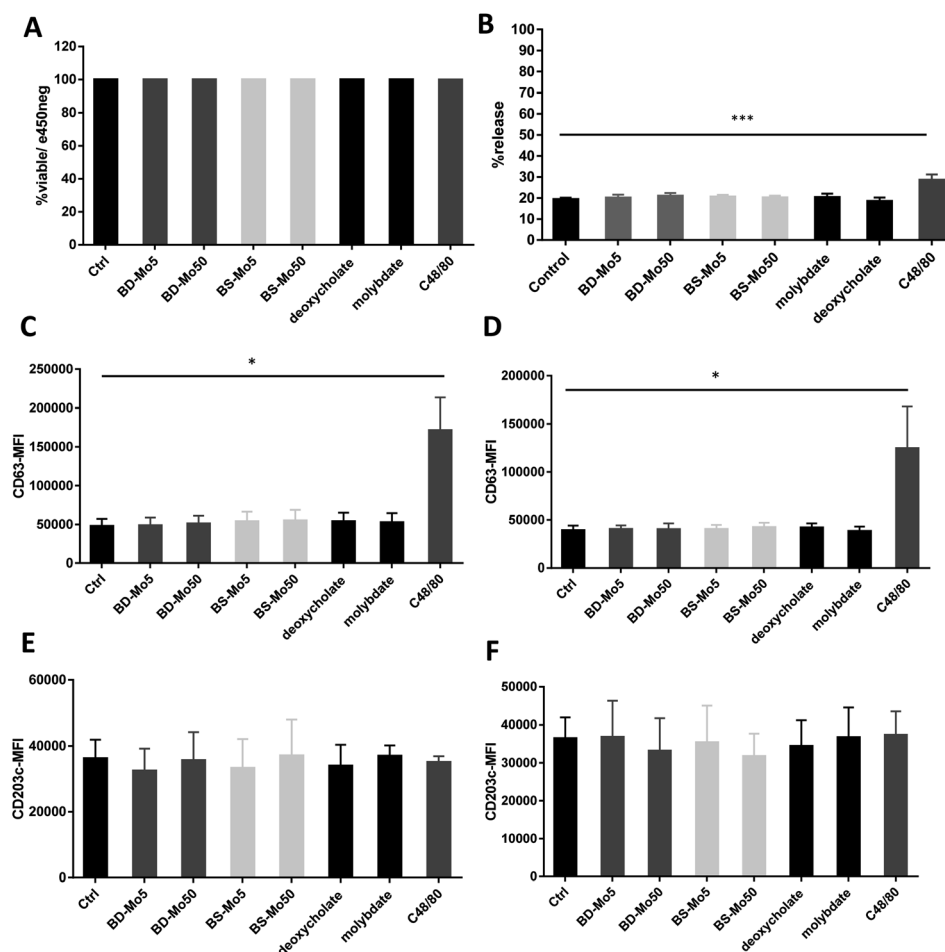 A
%viable/ e450neg
120
100
80
60
40
20
0
Ctrl
BD-Mo5
BD-Mo50
BS-Mo5
BS-Mo50
deoxycholate
molybdate
C48/80
B
%release
100
90
80
70
60
50
40
30
20
10
0
***
Control
BD-Mo5
BD-Mo50
BS-Mo5
BS-Mo50
molybdate
deoxycholate
C48/80
C
CD63-MFI
250000
200000
150000
100000
50000
0
*
Ctrl
BD-Mo5
BD-Mo50
BS-Mo5
BS-Mo50
deoxycholate
molybdate
C48/80
D
CD63-MFI
200000
150000
100000
50000
0
*
Ctrl
BD-Mo5
BD-Mo50
BS-Mo5
BS-Mo50
deoxycholate
molybdate
C48/80
E
CD203c-MFI
60000
40000
20000
0
Ctrl
BD-Mo5
BD-Mo50
BS-Mo5
BS-Mo50
deoxycholate
molybdate
C48/80
F
CD203c-MFI
50000
40000
30000
20000
10000
0
Ctrl
BD-Mo5
BD-Mo50
BS-Mo5
BS-Mo50
deoxycholate
molybdate
C48/80